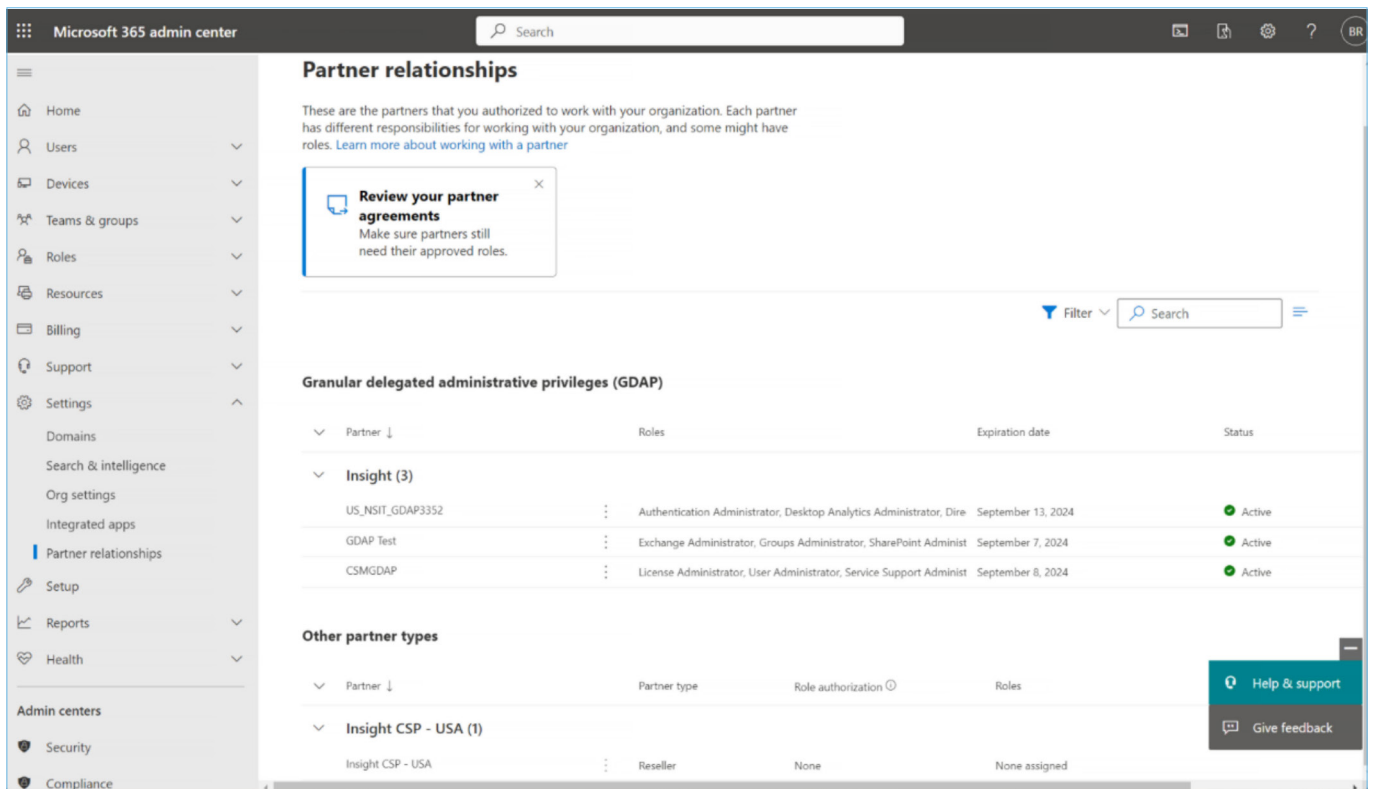 Microsoft 365 admin center
Search
BR
Home
Users
Devices
Teams & groups
Roles
Resources
Billing
Support
Settings
Domains
Search & intelligence
Org settings
Integrated apps
Partner relationships
Setup
Reports
Health
Admin centers
Security
Compliance
Partner relationships
These are the partners that you authorized to work with your organization. Each partner
has different responsibilities for working with your organization, and some might have
roles. Learn more about working with a partner
Review your partner
agreements
Make sure partners still
need their approved roles.
Filter
Search
Granular delegated administrative privileges (GDAP)
Partner ↓ Roles Expiration date Status
Insight (3)
US_NSIT_GDAP3352 Authentication Administrator, Desktop Analytics Administrator, Dire September 13, 2024 Active
GDAP Test Exchange Administrator, Groups Administrator, SharePoint Administ September 7, 2024 Active
CSMGDAP License Administrator, User Administrator, Service Support Administ September 8, 2024 Active
Other partner types
Partner ↓ Partner type Role authorization Roles
Insight CSP - USA (1)
Insight CSP - USA Reseller None None assigned
Help & support
Give feedback